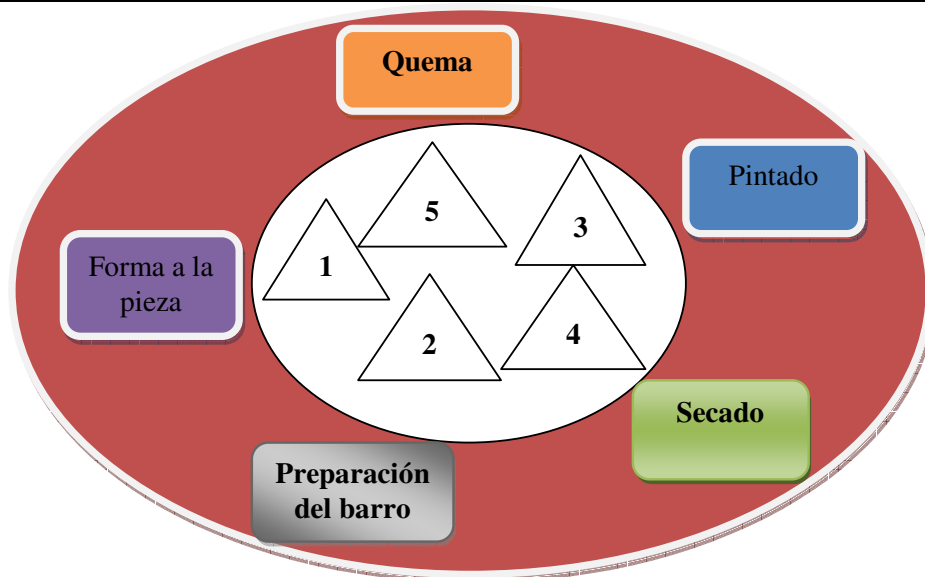 Quema
Pintado
5
3
Forma a la
pieza
1
2
4
Secado
Preparación
del barro